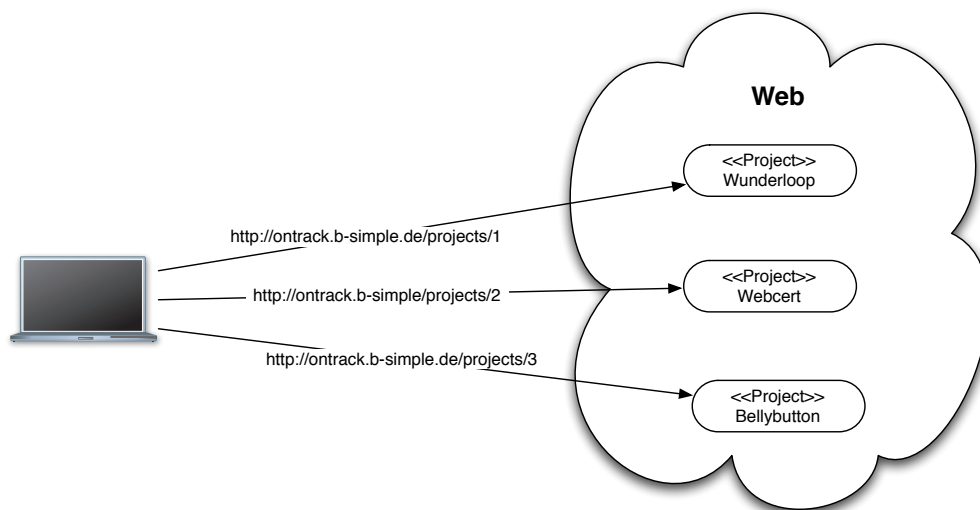 Web
<<Project>>
Wunderloop
http://ontrack.b-simple.de/projects/1
<<Project>>
Webcert
http://ontrack.b-simple/projects/2
http://ontrack.b-simple.de/projects/3
<<Project>>
Bellybutton